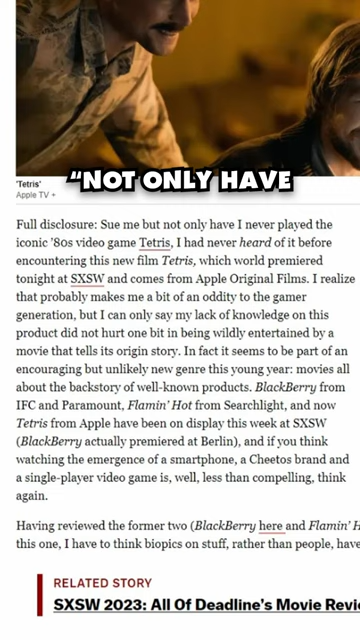 “NOT ONLY HAVE
'Tetris'
Apple TV +
Full disclosure: Sue me but not only have I never played the
iconic ’80s video game Tetris, I had never heard of it before
encountering this new film Tetris, which world premiered
tonight at SXSW and comes from Apple Original Films. I realize
that probably makes me a bit of an oddity to the gamer
generation, but I can only say my lack of knowledge on this
product did not hurt one bit in being wildly entertained by a
movie that tells its origin story. In fact it seems to be part of an
encouraging but unlikely new genre this young year: movies all
about the backstory of well-known products. BlackBerry from
IFC and Paramount, Flamin’ Hot from Searchlight, and now
Tetris from Apple have been on display this week at SXSW
(BlackBerry actually premiered at Berlin), and if you think
watching the emergence of a smartphone, a Cheetos brand and
a single-player video game is, well, less than compelling, think
again.
Having reviewed the former two (BlackBerry here and Flamin’ H
this one, I have to think biopics on stuff, rather than people, have
RELATED STORY
SXSW 2023: All Of Deadline’s Movie Revie